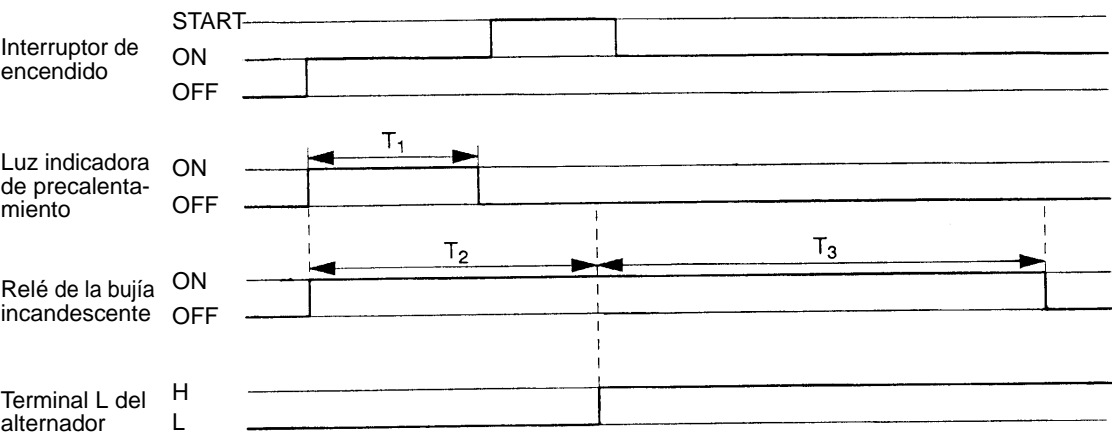 START
Interruptor de
encendido
ON
OFF
T1
Luz indicadora
de precalenta-
miento
ON
OFF
T2
T3
Relé de la bujía
incandescente
ON
OFF
Terminal L del
alternador
H
L